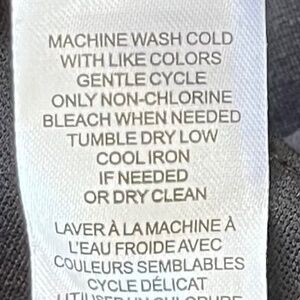 MACHINE WASH COLD
WITH LIKE COLORS
GENTLE CYCLE
ONLY NON-CHLORINE
BLEACH WHEN NEEDED
TUMBLE DRY LOW
COOL IRON
IF NEEDED
OR DRY CLEAN
LAVER À LA MACHINE À
L'EAU FROIDE AVEC
COULEURS SEMBLABLES
CYCLE DÉLICAT